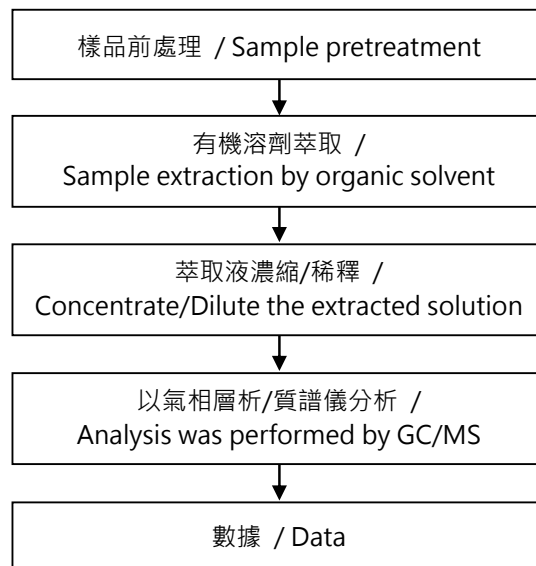 樣品前處理 / Sample pretreatment
有機溶劑萃取 /
Sample extraction by organic solvent
萃取液濃縮/稀釋 /
Concentrate/Dilute the extracted solution
以氣相層析/質譜儀分析 /
Analysis was performed by GC/MS
數據 / Data